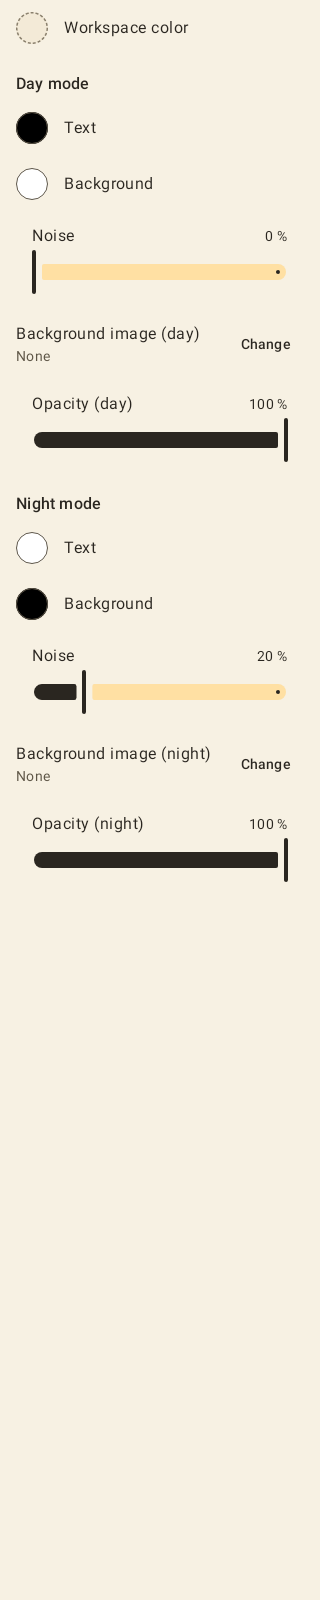 Workspace color
Day mode
Text
Background
Noise 0 %
Background image (day)
None
Change
Opacity (day) 100 %
Night mode
Text
Background
Noise 20 %
Background image (night)
None
Change
Opacity (night) 100 %